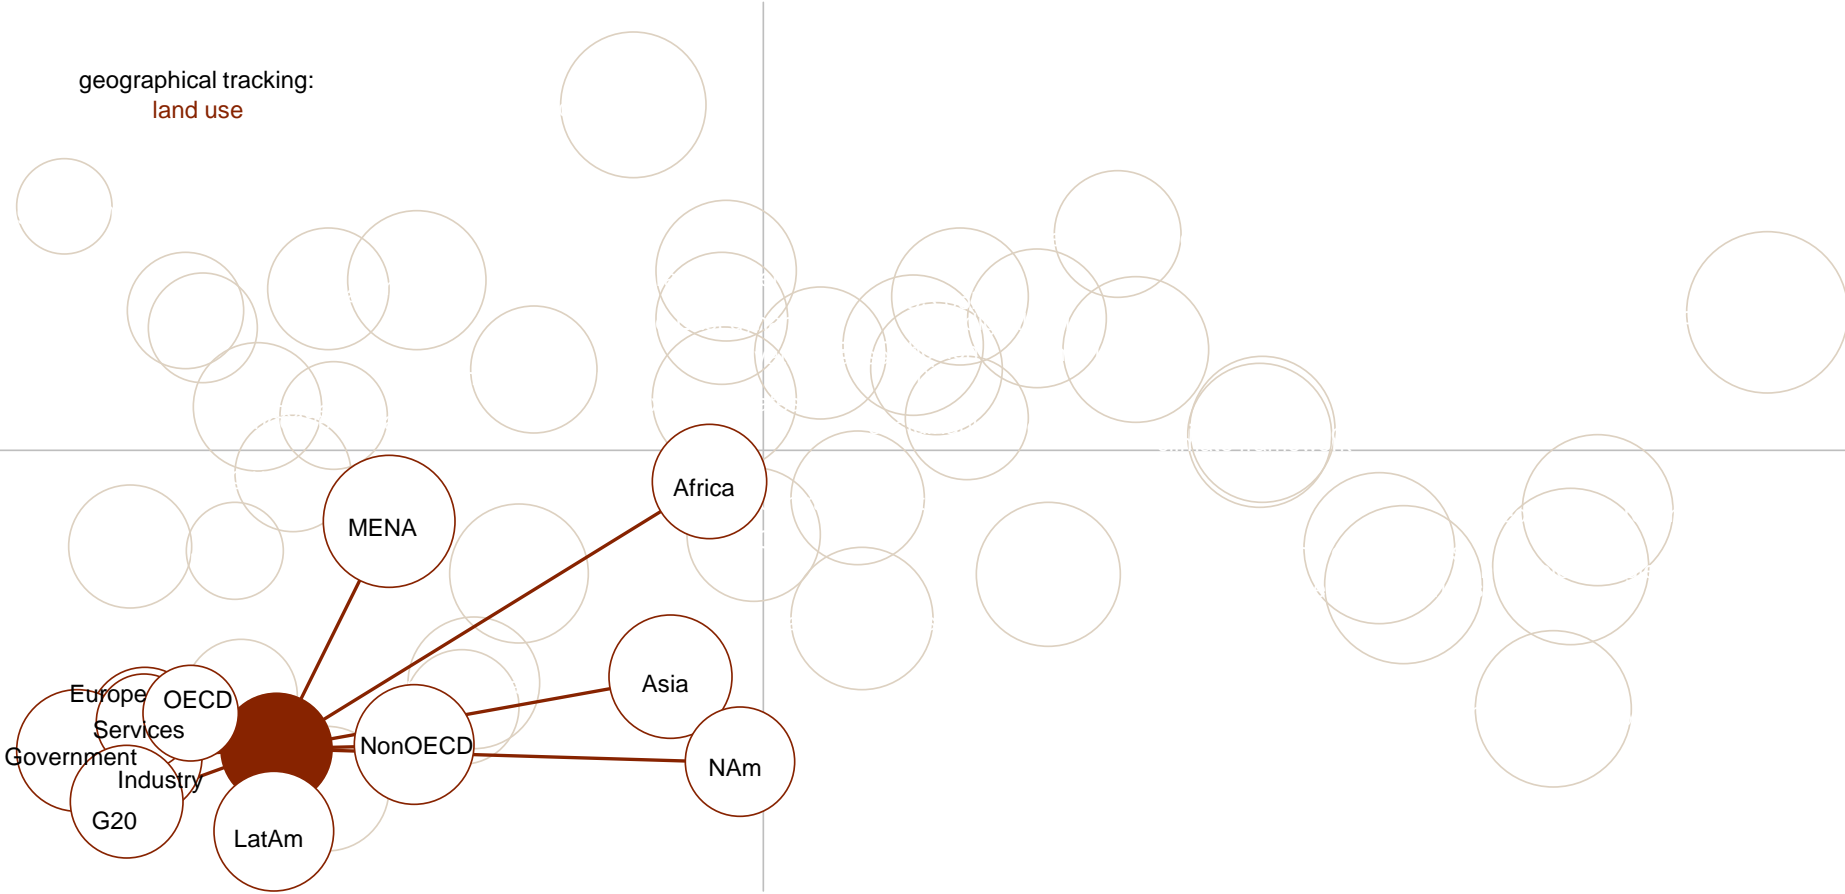 geographical tracking:
land use
Africa
MENA
Asia
Europe
OECD
Services
NonOECD
Government
NAm
Industry
G20
LatAm